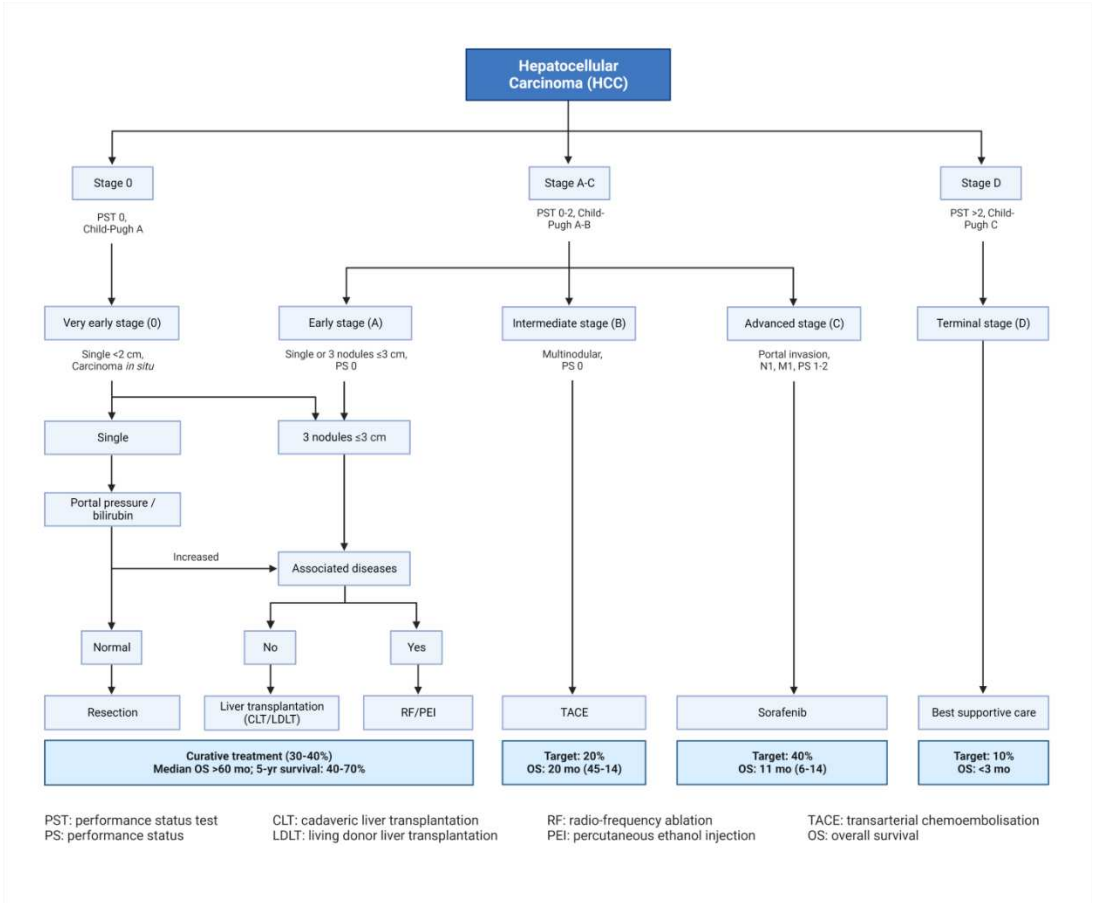 Hepatocellular
Carcinoma (HCC)
Stage 0
Stage A-C
Stage D
PST 0,
Child-Pugh A
PST 0-2, Child-
Pugh A-B
PST >2, Child-
Pugh C
Very early stage (0)
Early stage (A)
Intermediate stage (B)
Advanced stage (C)
Terminal stage (D)
Single <2 cm,
Carcinoma in situ
Single or 3 nodules ≤3 cm,
PS 0
Multinodular,
PS 0
Portal invasion,
N1, M1, PS 1-2
Single
3 nodules ≤3 cm
Portal pressure /
bilirubin
Increased
Associated diseases
Normal
No
Yes
Resection
Liver transplantation
(CLT/LDLT)
RF/PEI
TACE
Sorafenib
Best supportive care
Curative treatment (30-40%)
Median OS >60 mo; 5-yr survival: 40-70%
Target: 20%
OS: 20 mo (45-14)
Target: 40%
OS: 11 mo (6-14)
Target: 10%
OS: <3 mo
PST: performance status test
PS: performance status
CLT: cadaveric liver transplantation
LDLT: living donor liver transplantation
RF: radio-frequency ablation
PEI: percutaneous ethanol injection
TACE: transarterial chemoembolisation
OS: overall survival